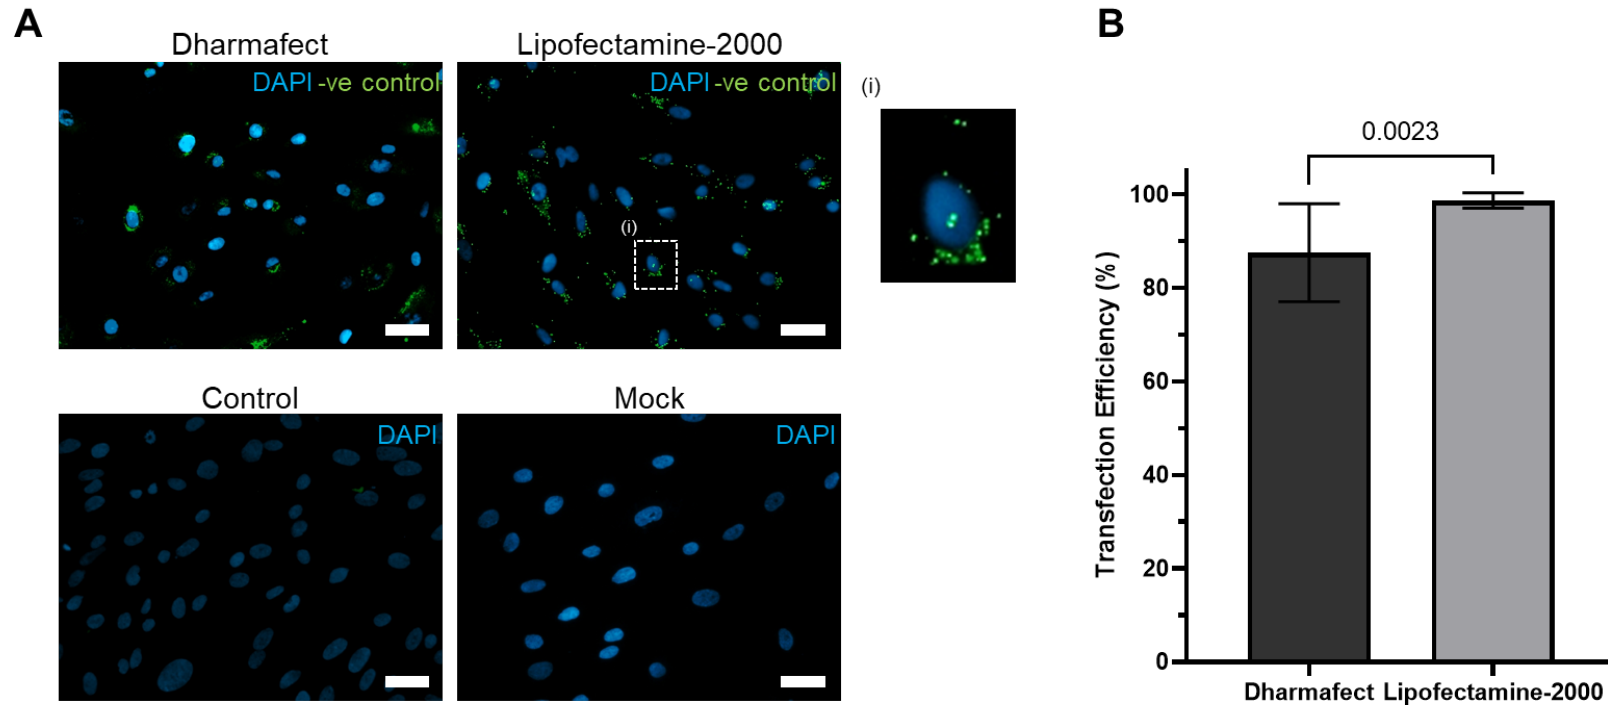 A
Dharmafect
Lipofectamine-2000
DAPI -ve control
DAPI -ve control
(i)
(i)
Control
Mock
DAPI
DAPI
B
0.0023
Transfection Efficiency (%)
100
80
60
40
20
0
Dharmafect Lipofectamine-2000